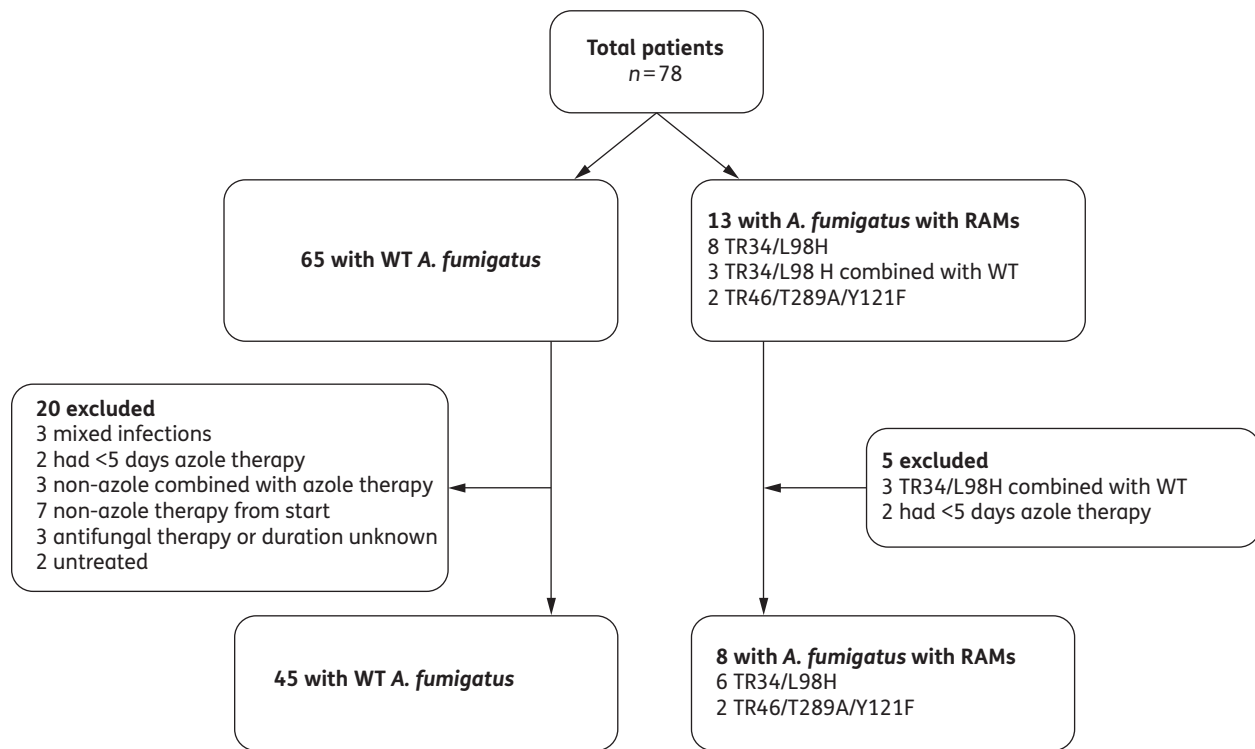 Total patients
n=78
65 with WT A. fumigatus
13 with A. fumigatus with RAMs
8 TR34/L98H
3 TR34/L98 H combined with WT
2 TR46/T289A/Y121F
20 excluded
3 mixed infections
2 had <5 days azole therapy
3 non-azole combined with azole therapy
7 non-azole therapy from start
3 antifungal therapy or duration unknown
2 untreated
5 excluded
3 TR34/L98H combined with WT
2 had <5 days azole therapy
45 with WT A. fumigatus
8 with A. fumigatus with RAMs
6 TR34/L98H
2 TR46/T289A/Y121F